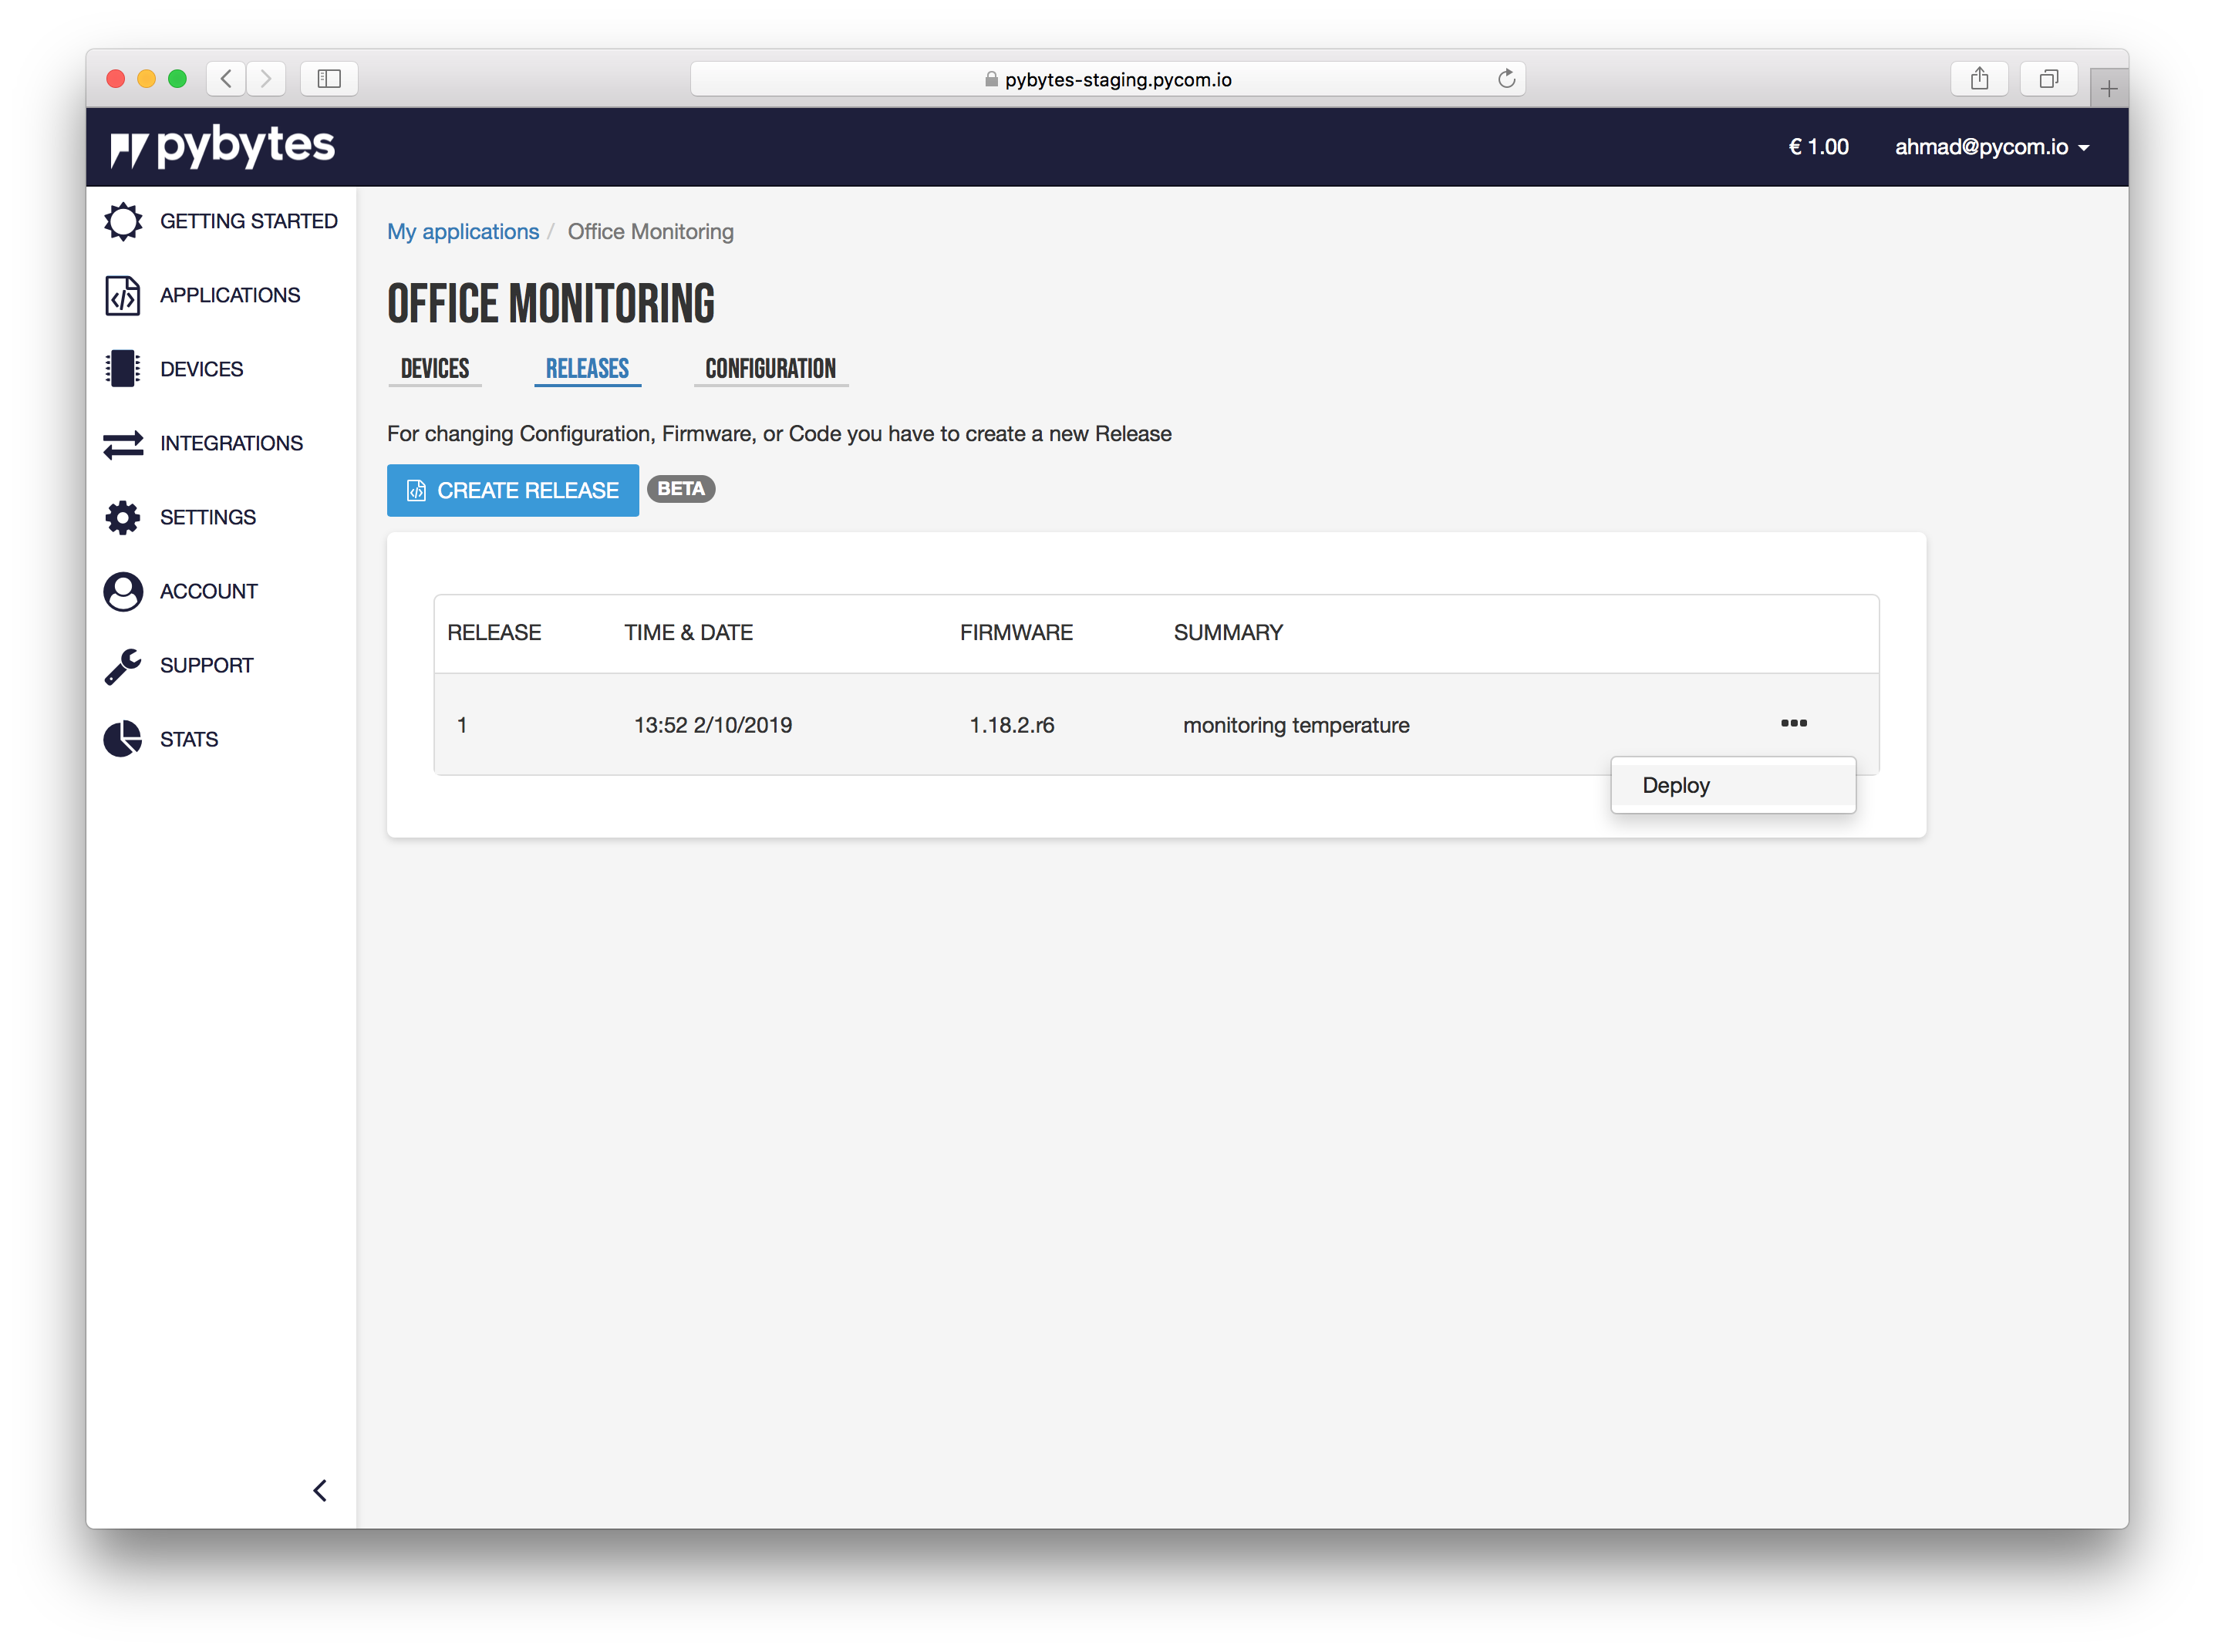 pybytes-staging.pycom.io
pybytes
€ 1.00 ahmad@pycom.io
GETTING STARTED
APPLICATIONS
DEVICES
INTEGRATIONS
SETTINGS
ACCOUNT
SUPPORT
STATS
My applications / Office Monitoring
OFFICE MONITORING
DEVICES RELEASES CONFIGURATION
For changing Configuration, Firmware, or Code you have to create a new Release
CREATE RELEASE BETA
RELEASE TIME & DATE FIRMWARE SUMMARY
1 13:52 2/10/2019 1.18.2.r6 monitoring temperature
Deploy